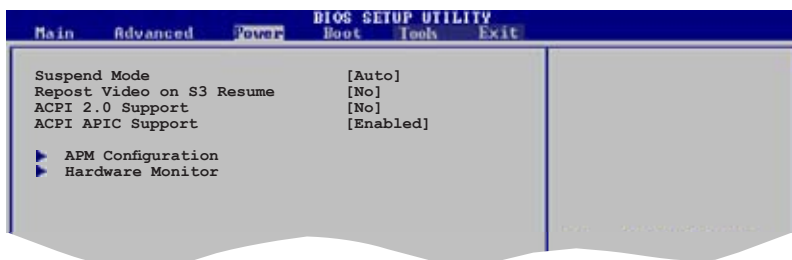 BIOS SETUP UTILITY
Main Advanced Power Boot Tools Exit
Suspend Mode [Auto]
Repost Video on S3 Resume [No]
ACPI 2.0 Support [No]
ACPI APIC Support [Enabled]
APM Configuration
Hardware Monitor